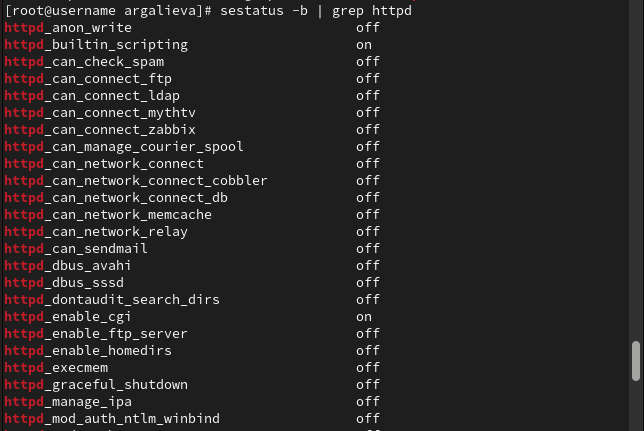 [root@username argalieva]# sestatus -b | grep httpd
httpd_anon_write off
httpd_builtin_scripting on
httpd_can_check_spam off
httpd_can_connect_ftp off
httpd_can_connect_ldap off
httpd_can_connect_mythtv off
httpd_can_connect_zabbix off
httpd_can_manage_courier_spool off
httpd_can_network_connect off
httpd_can_network_connect_cobbler off
httpd_can_network_connect_db off
httpd_can_network_memcache off
httpd_can_network_relay off
httpd_can_sendmail off
httpd_dbus_avahi off
httpd_dbus_sssd off
httpd_dontaudit_search_dirs off
httpd_enable_cgi on
httpd_enable_ftp_server off
httpd_enable_homedirs off
httpd_execmem off
httpd_graceful_shutdown off
httpd_manage_ipa off
httpd_mod_auth_ntlm_winbind off